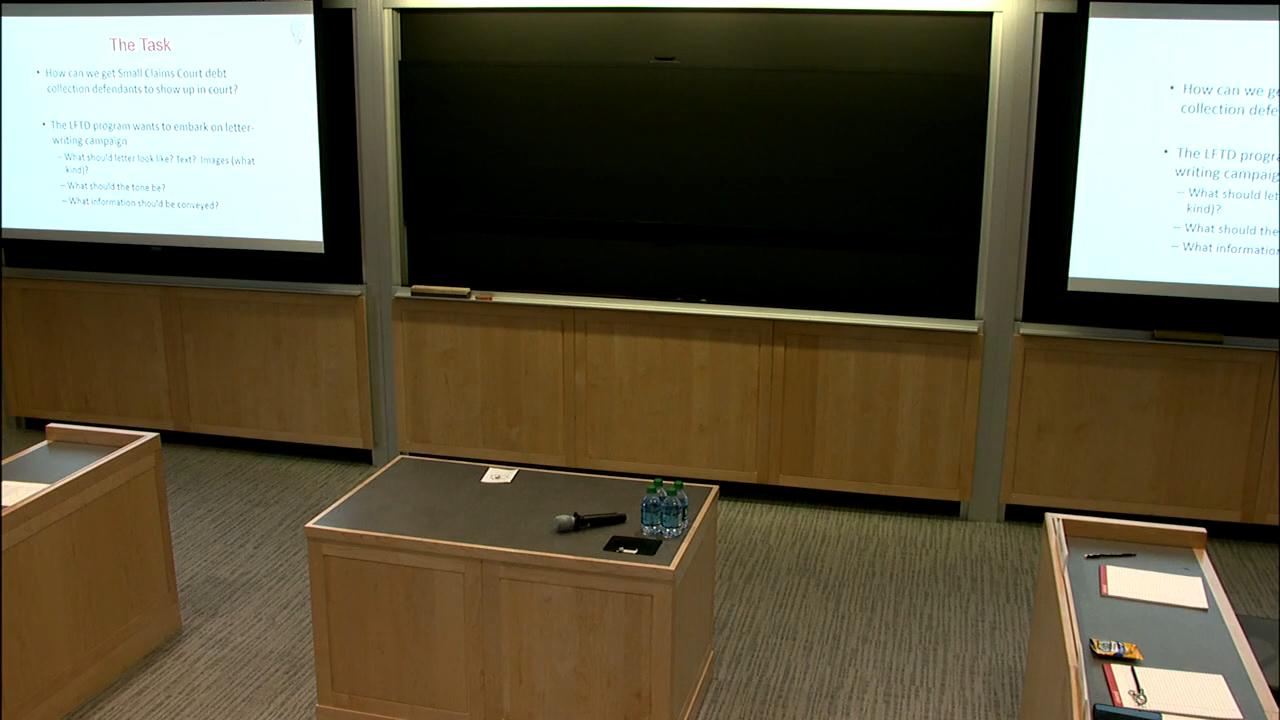 The Task
• How can we get Small Claims Court debt
collection defendants to show up in court?
• The LFTD program wants to embark on letter-
writing campaign
– What should letter look like? Text? Images (what
kind)?
– What should the tone be?
– What information should be conveyed?
• How can we ge
collection defe
• The LFTD progra
writing campaig
– What should let
kind)?
– What should the
– What information